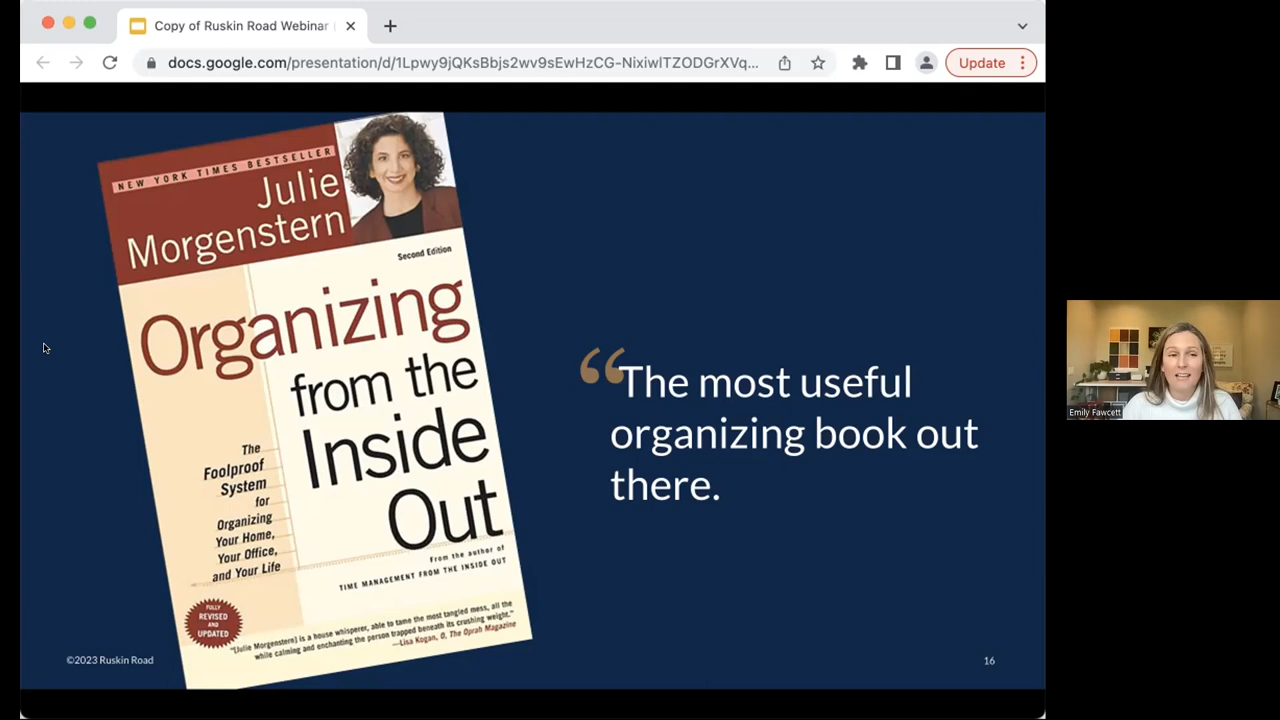 Copy of Ruskin Road Webinar
docs.google.com/presentation/d/1Lpwy9jQKsBbjs2wv9sEwHzCG-NixiwITZODGrXVq...
Update
NEW YORK TIMES BESTSELLER
Julie
Morgenstern
Second Edition
Organizing
from the
Inside
Out
The
Foolproof
System
for
Organizing
Your Home,
Your Office,
and Your Life
From the author of
TIME MANAGEMENT FROM THE INSIDE OUT
FULLY
REVISED
AND
UPDATED
"[Julie Morgenstern] is a house whisperer, able to tame the most tangled mess, all the
while calming and enchanting the person trapped beneath its crushing weight."
—Lisa Kogan, O, The Oprah Magazine
“The most useful
organizing book out
there.
©2023 Ruskin Road
16
Emily Fawcett